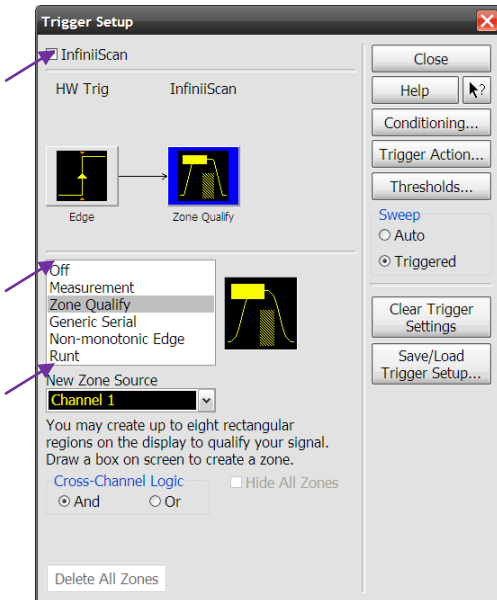 Trigger Setup
InfiniiScan
HW Trig InfiniiScan
Edge Zone Qualify
Off
Measurement
Zone Qualify
Generic Serial
Non-monotonic Edge
Runt
New Zone Source
Channel 1
You may create up to eight rectangular
regions on the display to qualify your signal.
Draw a box on screen to create a zone.
Cross-Channel Logic
Hide All Zones
And Or
Delete All Zones
Close
Help ?
Conditioning...
Trigger Action...
Thresholds...
Sweep
Auto
Triggered
Clear Trigger
Settings
Save/Load
Trigger Setup...